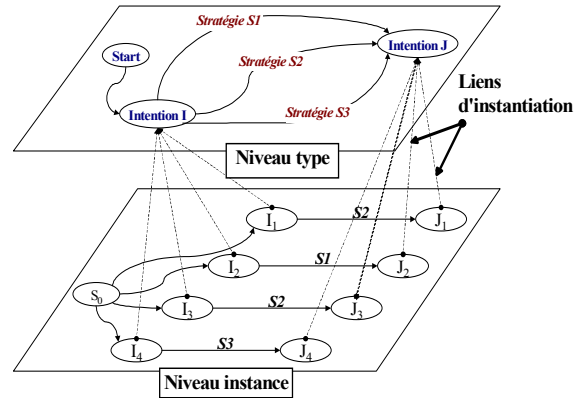 Stratégie S1
Intention J
Start
Stratégie S2
Liens
d'instantiation
Intention I
Stratégie S3
Niveau type
I1 S2 J1
I2 S1 J2
S0
I3 S2 J3
I4 S3 J4
Niveau instance